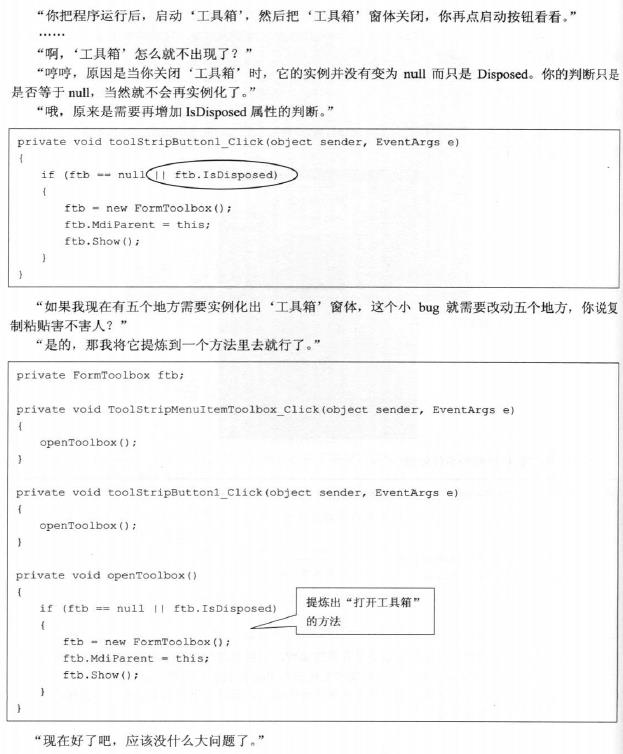 “你把程序运行后，启动‘工具箱’，然后把‘工具箱’窗体关闭，你再点启动按钮看看。”
……
“啊，‘工具箱’怎么就不出现了？”
“哼哼，原因是当你关闭‘工具箱’时，它的实例并没有变为 null 而只是 Disposed。你的判断只是
是否等于 null，当然就不会再实例化了。”
“哦，原来是需要再增加 IsDisposed 属性的判断。”
private void toolStripButton1_Click(object sender, EventArgs e)
{
if (ftb == null || ftb.IsDisposed)
{
ftb = new FormToolbox();
ftb.MdiParent = this;
ftb.Show();
}
}
“如果我现在有五个地方需要实例化出‘工具箱’窗体，这个小 bug 就需要改动五个地方，你说复
制粘贴害不害人？”
“是的，那我将它提炼到一个方法里去就行了。”
private FormToolbox ftb;
private void ToolStripMenuItemToolbox_Click(object sender, EventArgs e)
{
openToolbox();
}
private void toolStripButton1_Click(object sender, EventArgs e)
{
openToolbox();
}
private void openToolbox()
{
if (ftb == null || ftb.IsDisposed)
{
ftb = new FormToolbox();
ftb.MdiParent = this;
ftb.Show();
}
}
提炼出“打开工具箱”
的方法
“现在好了吧，应该没什么大问题了。”